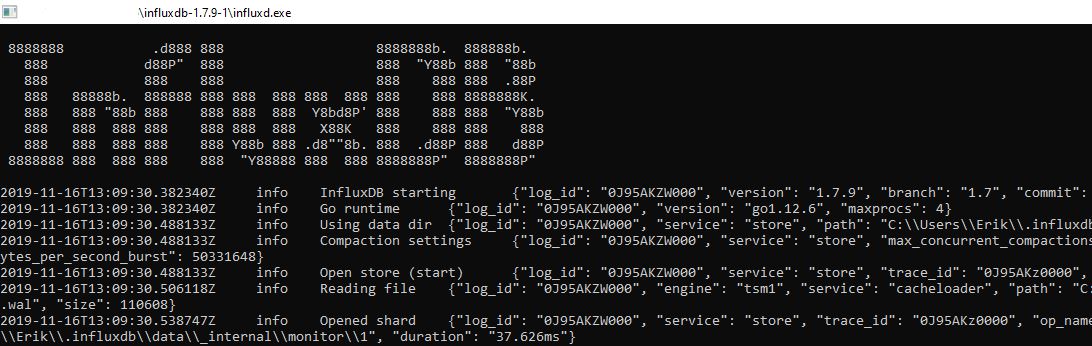 \influxdb-1.7.9-1\influxd.exe
 8888888           .d888 888                   8888888b.  888888b.
   888            d88P"  888                   888  "Y88b 888  "88b
   888            888    888                   888    888 888  .88P
   888   88888b.  888888 888 888  888 888  888 888    888 8888888K.
   888   888 "88b 888    888 888  888  Y8bd8P' 888    888 888  "Y88b
   888   888  888 888    888 888  888   X88K   888    888 888    888
   888   888  888 888    888 Y88b 888 .d8""8b. 888  .d88P 888   d88P
 8888888 888  888 888    888  "Y88888 888  888 8888888P"  8888888P"
2019-11-16T13:09:30.382340Z     info    InfluxDB starting       {"log_id": "0J95AKZW000", "version": "1.7.9", "branch": "1.7", "commit":
2019-11-16T13:09:30.382340Z     info    Go runtime      {"log_id": "0J95AKZW000", "version": "go1.12.6", "maxprocs": 4}
2019-11-16T13:09:30.488133Z     info    Using data dir  {"log_id": "0J95AKZW000", "service": "store", "path": "C:\\Users\\Erik\\.influxdb
2019-11-16T13:09:30.488133Z     info    Compaction settings     {"log_id": "0J95AKZW000", "service": "store", "max_concurrent_compactions
ytes_per_second_burst": 50331648}
2019-11-16T13:09:30.488133Z     info    Open store (start)      {"log_id": "0J95AKZW000", "service": "store", "trace_id": "0J95AKz0000",
2019-11-16T13:09:30.506118Z     info    Reading file    {"log_id": "0J95AKZW000", "engine": "tsm1", "service": "cacheloader", "path": "C:
.wal", "size": 110608}
2019-11-16T13:09:30.538747Z     info    Opened shard    {"log_id": "0J95AKZW000", "service": "store", "trace_id": "0J95AKz0000", "op_name
\\Erik\\.influxdb\\data\\_internal\\monitor\\1", "duration": "37.626ms"}